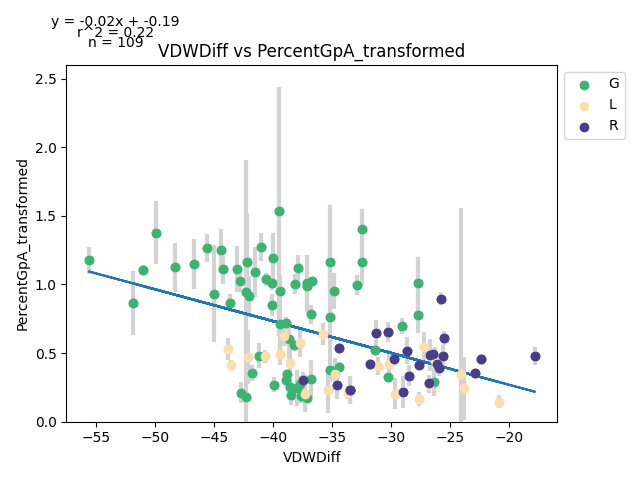 y = -0.02x + -0.19
r^2 = 0.22
n = 109
VDWDiff vs PercentGpA_transformed
G
L
R
PercentGpA_transformed
2.5
2.0
1.5
1.0
0.5
0.0
−55 −50 −45 −40 −35 −30 −25 −20
VDWDiff